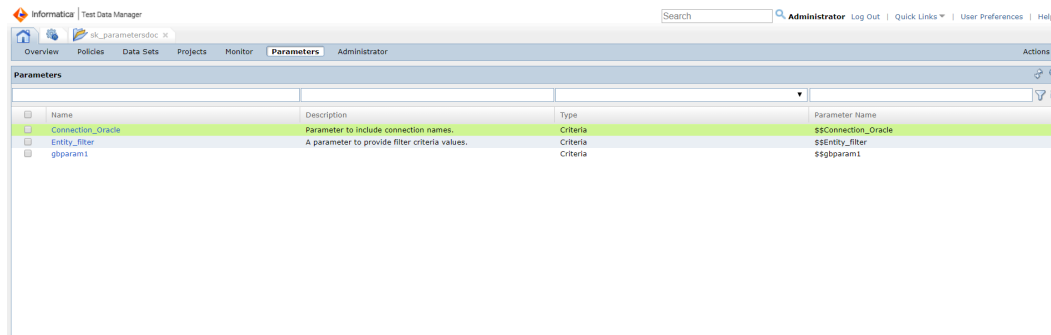 Informatica | Test Data Manager
Search
Administrator Log Out | Quick Links | User Preferences | Help
sk_parametersdoc
Overview Policies Data Sets Projects Monitor Parameters Administrator
Actions
Parameters
Name Description Type Parameter Name
Connection_Oracle Parameter to include connection names. Criteria $$Connection_Oracle
Entity_filter A parameter to provide filter criteria values. Criteria $$Entity_filter
gbparam1 Criteria $$gbparam1